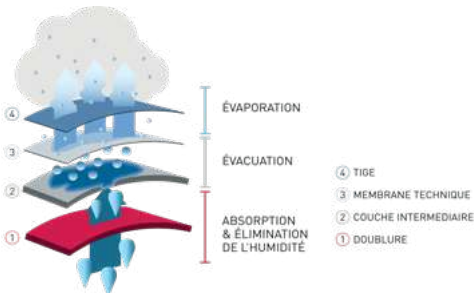 4
ÉVAPORATION
3
ÉVACUATION
2
ABSORPTION
& ÉLIMINATION
DE L'HUMIDITÉ
1
4 TIGE
3 MEMBRANE TECHNIQUE
2 COUCHE INTERMEDIAIRE
1 DOUBLURE